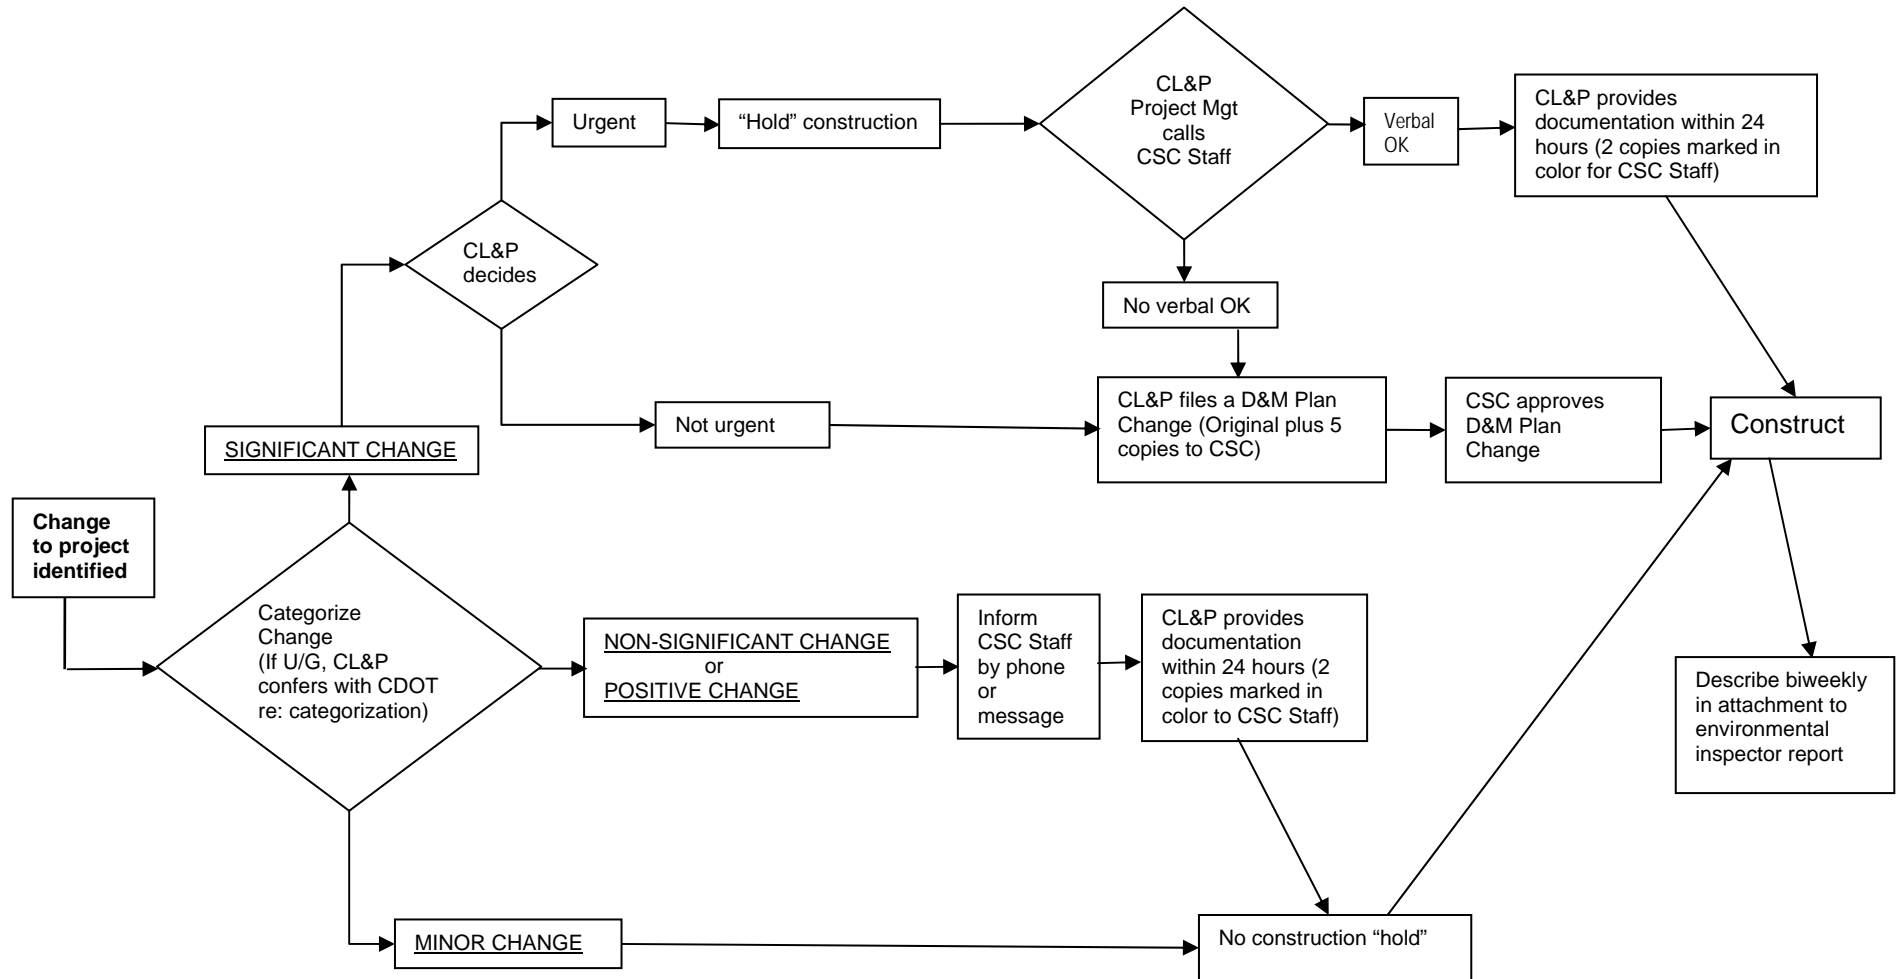 CL&P
Project Mgt
calls
CSC Staff
Urgent
“Hold” construction
Verbal
OK
CL&P provides
documentation within 24
hours (2 copies marked in
color for CSC Staff)
CL&P
decides
No verbal OK
Not urgent
CL&P files a D&M Plan
Change (Original plus 5
copies to CSC)
CSC approves
D&M Plan
Change
Construct
SIGNIFICANT CHANGE
Change
to project
identified
Categorize
Change
(If U/G, CL&P
confers with CDOT
re: categorization)
NON-SIGNIFICANT CHANGE
or
POSITIVE CHANGE
Inform
CSC Staff
by phone
or
message
CL&P provides
documentation
within 24 hours (2
copies marked in
color to CSC Staff)
Describe biweekly
in attachment to
environmental
inspector report
MINOR CHANGE
No construction “hold”